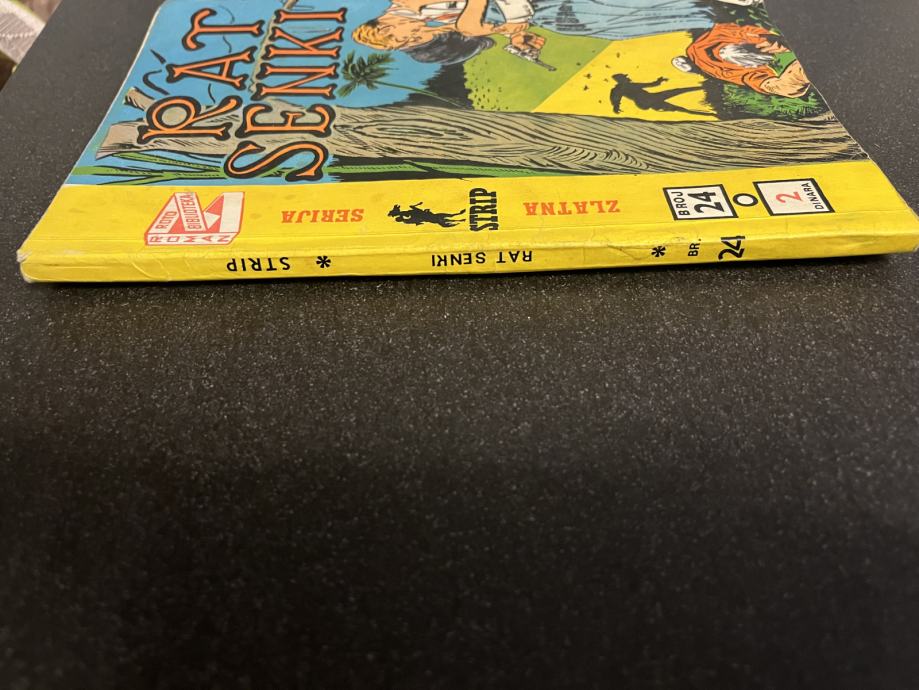 RAT
SENKI
ROTO
BIBLIOTEKA
ROMAN
ZLATNA
STRIP
SERIJA
BROJ
24
2
DINARA
STRIP * RAT SENKI * BR. 24